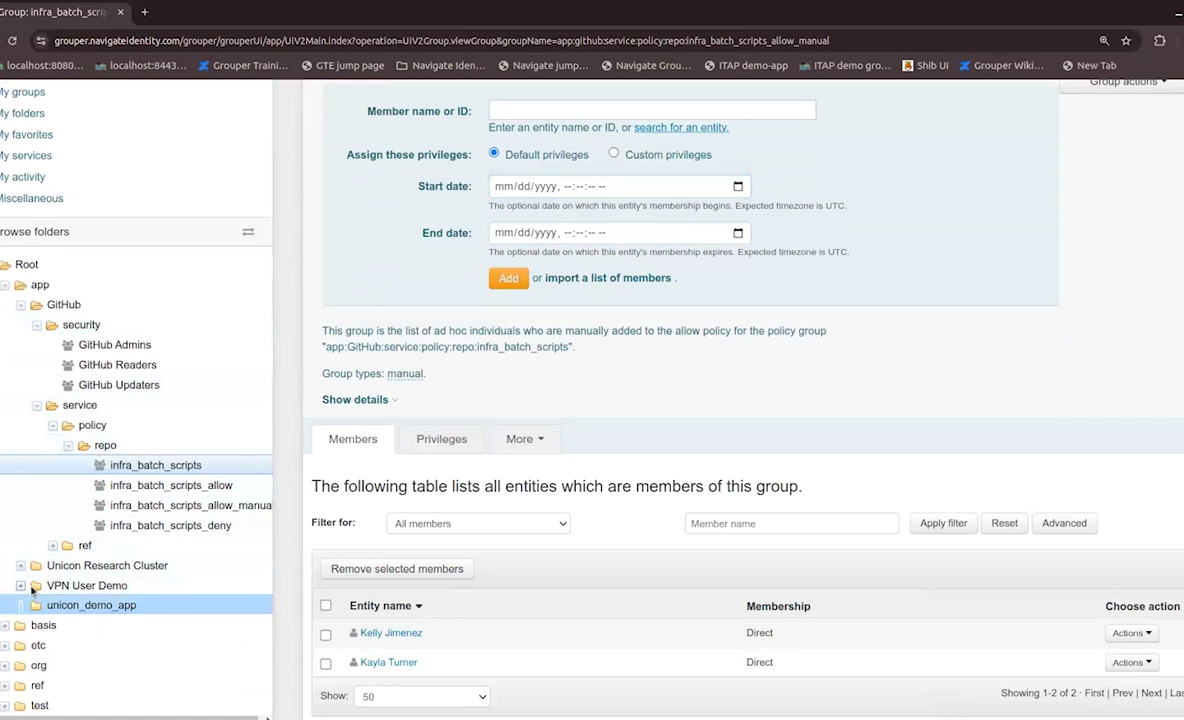 Group: infra_batch_scri
grouper.navigateidentity.com/grouper/grouperUi/app/UiV2Main.index?operation=UiV2Group.viewGroup&groupName=app:github:service:policy:repo:infra_batch_scripts_allow_manual
localhost:8080... localhost:8443... Grouper Traini... GTE jump page Navigate Iden... Navigate jump... Navigate Grou... ITAP demo-app ITAP demo gro... Shib UI Grouper Wiki... New Tab
My groups
My folders
My favorites
My services
My activity
Miscellaneous
rowse folders
Root
app
GitHub
security
GitHub Admins
GitHub Readers
GitHub Updaters
service
policy
repo
infra_batch_scripts
infra_batch_scripts_allow
infra_batch_scripts_allow_manua
infra_batch_scripts_deny
ref
Unicon Research Cluster
VPN User Demo
unicon_demo_app
basis
etc
org
ref
test
Group actions
Member name or ID:
Enter an entity name or ID, or search for an entity.
Assign these privileges: Default privileges Custom privileges
Start date: mm/dd/yyyy, --:--:-- --
The optional date on which this entity's membership begins. Expected timezone is UTC.
End date: mm/dd/yyyy, --:--:-- --
The optional date on which this entity's membership expires. Expected timezone is UTC.
Add or import a list of members .
This group is the list of ad hoc individuals who are manually added to the allow policy for the policy group
"app:GitHub:service:policy:repo:infra_batch_scripts".
Group types: manual.
Show details
Members Privileges More
The following table lists all entities which are members of this group.
Filter for: All members Member name Apply filter Reset Advanced
Remove selected members
Entity name Membership Choose action
Kelly Jimenez Direct Actions
Kayla Turner Direct Actions
Show: 50 Showing 1-2 of 2 · First | Prev | Next | Las